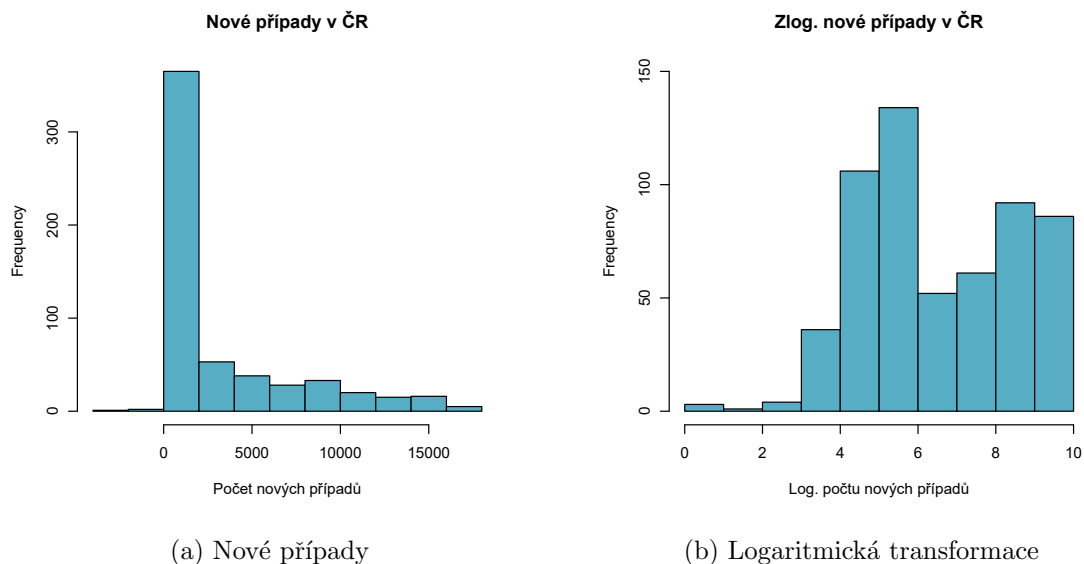 Nové případy v ČR
Frequency
0 100 200 300
0 5000 10000 15000
Počet nových případů
(a) Nové případy
Zlog. nové případy v ČR
Frequency
0 50 100 150
0 2 4 6 8 10
Log. počtu nových případů
(b) Logaritmická transformace